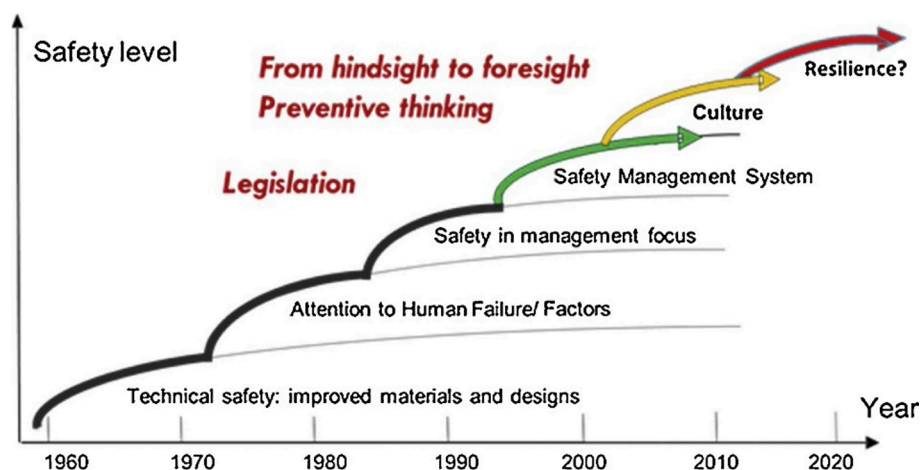 Safety level
From hindsight to foresight
Preventive thinking
Resilience?
Culture
Legislation
Safety Management System
Safety in management focus
Attention to Human Failure/ Factors
Technical safety: improved materials and designs
Year
1960 1970 1980 1990 2000 2010 2020